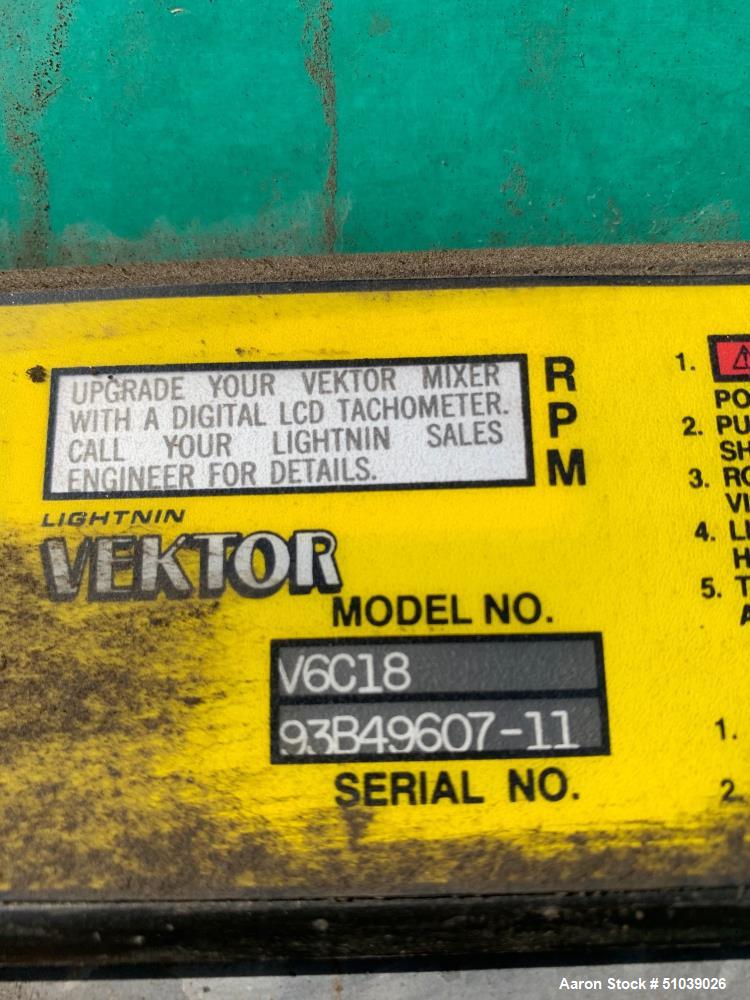 UPGRADE YOUR VEKTOR MIXER
WITH A DIGITAL LCD TACHOMETER.
CALL YOUR LIGHTNIN SALES
ENGINEER FOR DETAILS.
R
P
M
LIGHTNIN
VEKTOR
MODEL NO.
V6C18
93B49607-11
SERIAL NO.
1.
2.
3.
4.
5.
1.
2.
Aaron Stock # 51039026